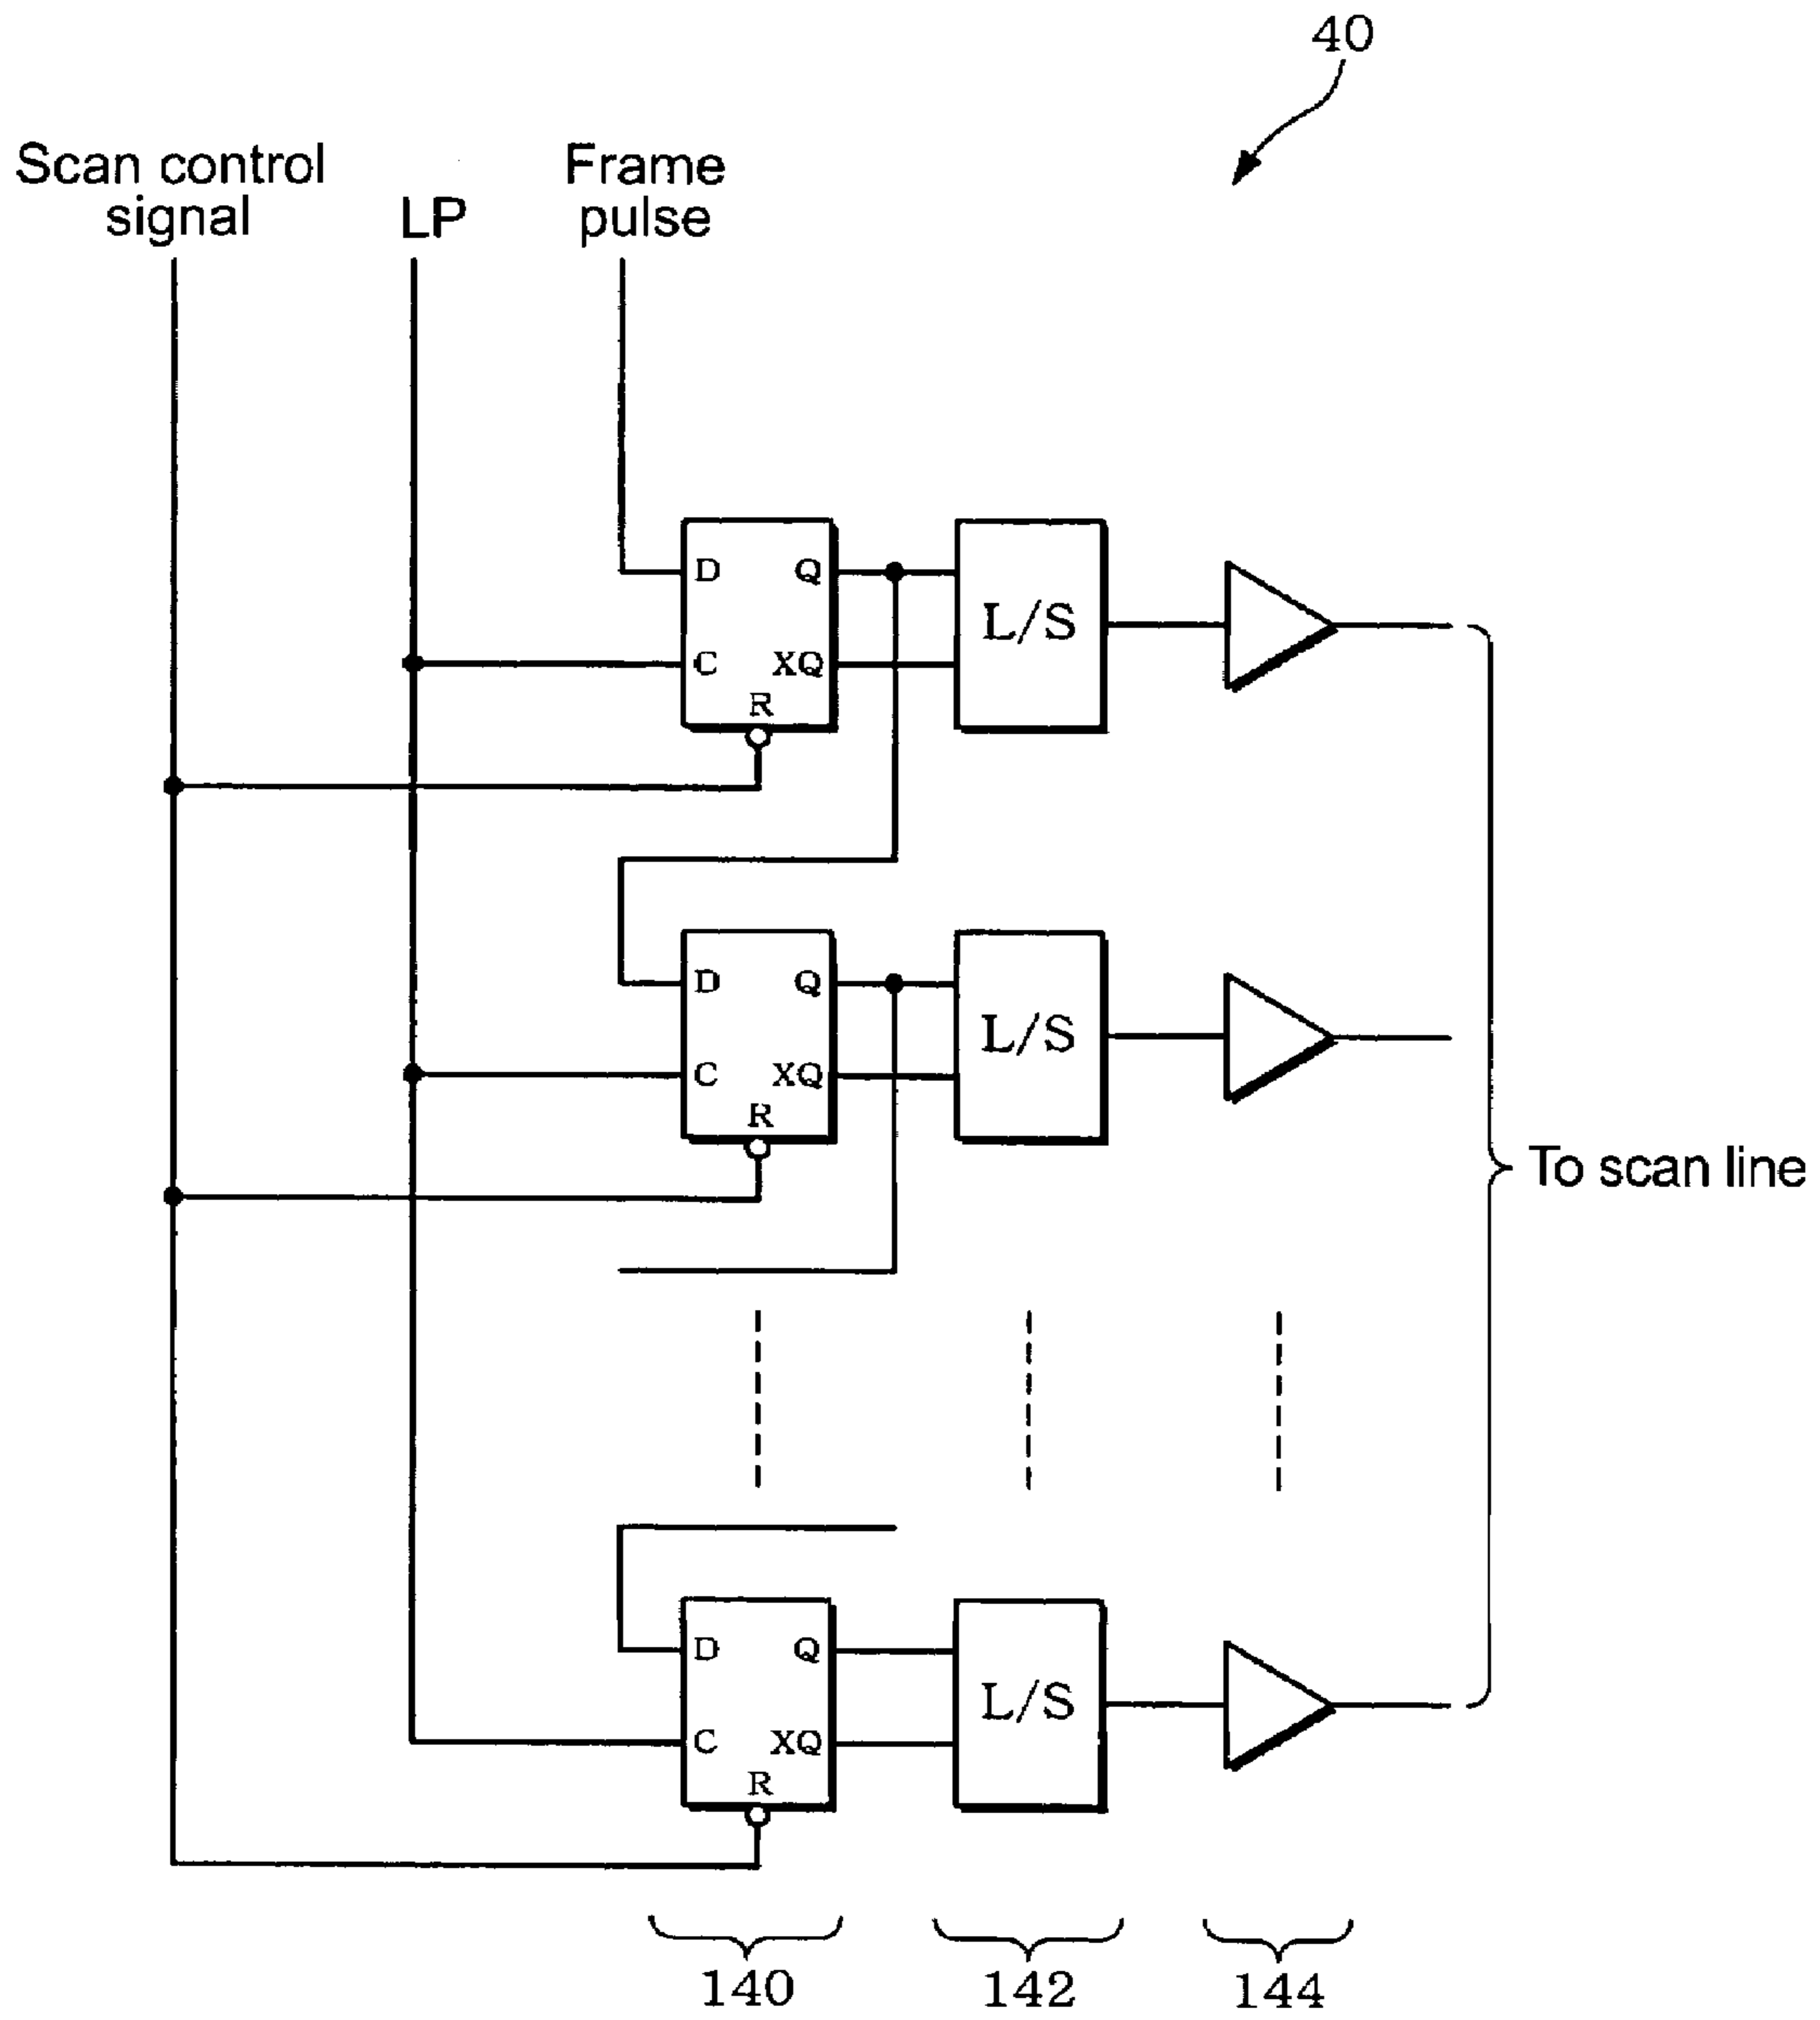 40
Scan control
signal
LP
Frame
pulse
D
Q
C
XQ
R
L/S
D
Q
C
XQ
R
L/S
To scan line
D
Q
C
XQ
R
L/S
140
142
144